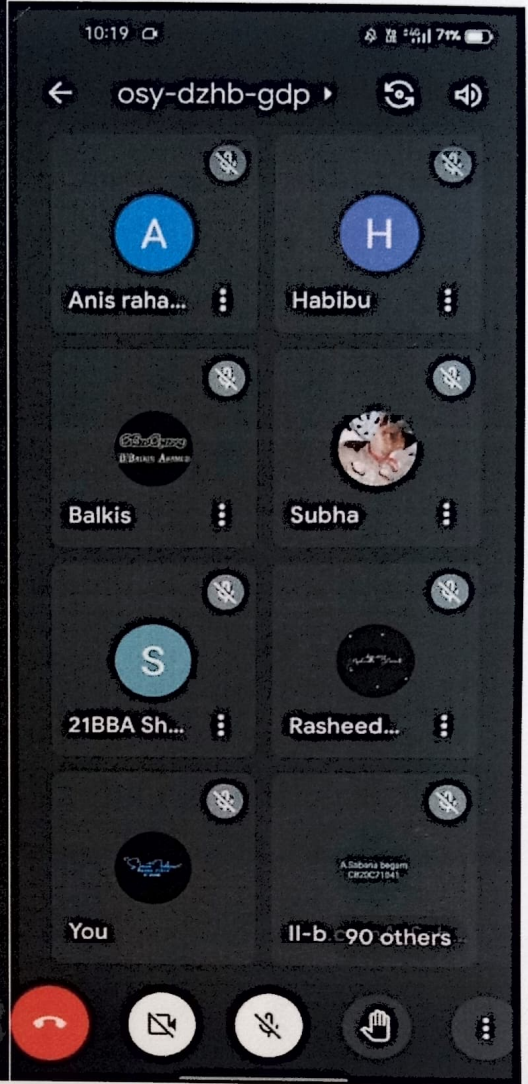 10:19
71%
osy-dzhb-gdp
A
H
Anis raha...
Habibu
Balkis
Subha
S
21BBA Sh...
Rasheed...
A.Sabana begam
You
II-b
90 others